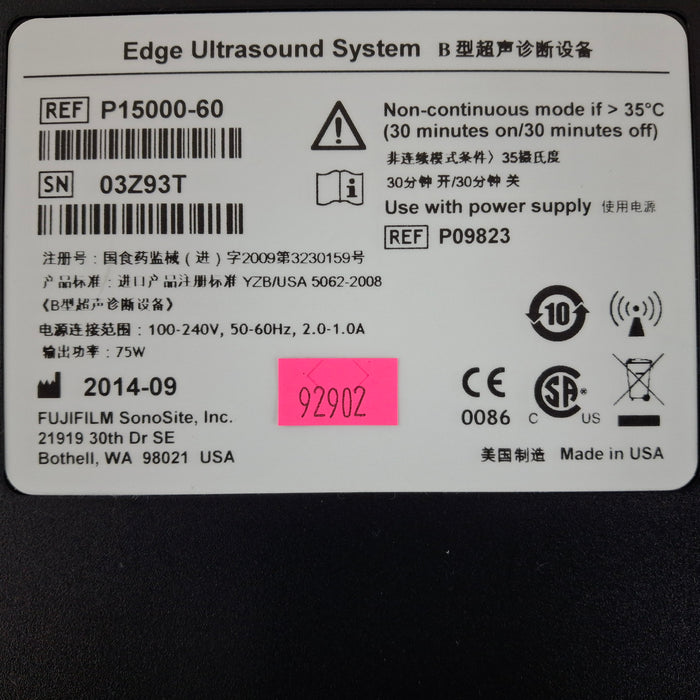 Edge Ultrasound System B型超声诊断设备
REF P15000-60
SN 03Z93T
注册号：国食药监械（进）字2009第3230159号
产品标准：进口产品注册标准 YZB/USA 5062-2008
《B型超声诊断设备》
电源连接范围：100-240V, 50-60Hz, 2.0-1.0A
输出功率：75W
2014-09
FUJIFILM SonoSite, Inc.
21919 30th Dr SE
Bothell, WA 98021 USA
92902
Non-continuous mode if > 35°C
(30 minutes on/30 minutes off)
非连续模式条件〉35摄氏度
30分钟 开/30分钟 关
Use with power supply 使用电源
REF P09823
10
CE
0086
SA
C US
美国制造 Made in USA